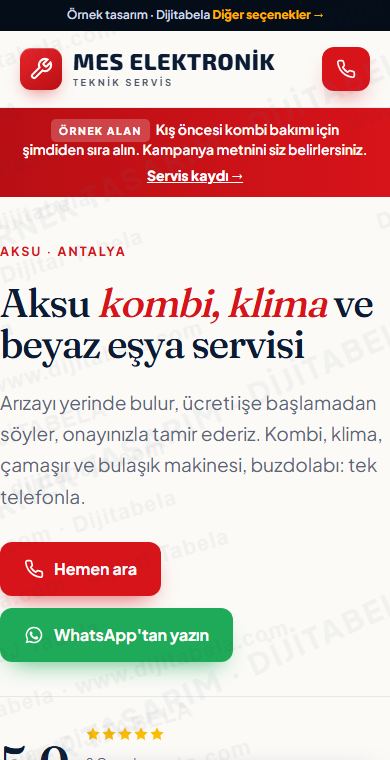 Örnek tasarım · Dijitabela Diğer seçenekler →
MES ELEKTRONİK
TEKNİK SERVİS
ÖRNEK ALAN Kış öncesi kombi bakımı için
şimdiden sıra alın. Kampanya metnini siz belirlersiniz.
Servis kaydı →
AKSU · ANTALYA
Aksu kombi, klima ve
beyaz eşya servisi
Arızayı yerinde bulur, ücreti işe başlamadan
söyler, onayınızla tamir ederiz. Kombi, klima,
çamaşır ve bulaşık makinesi, buzdolabı: tek
telefonla.
Hemen ara
WhatsApp'tan yazın
5,0